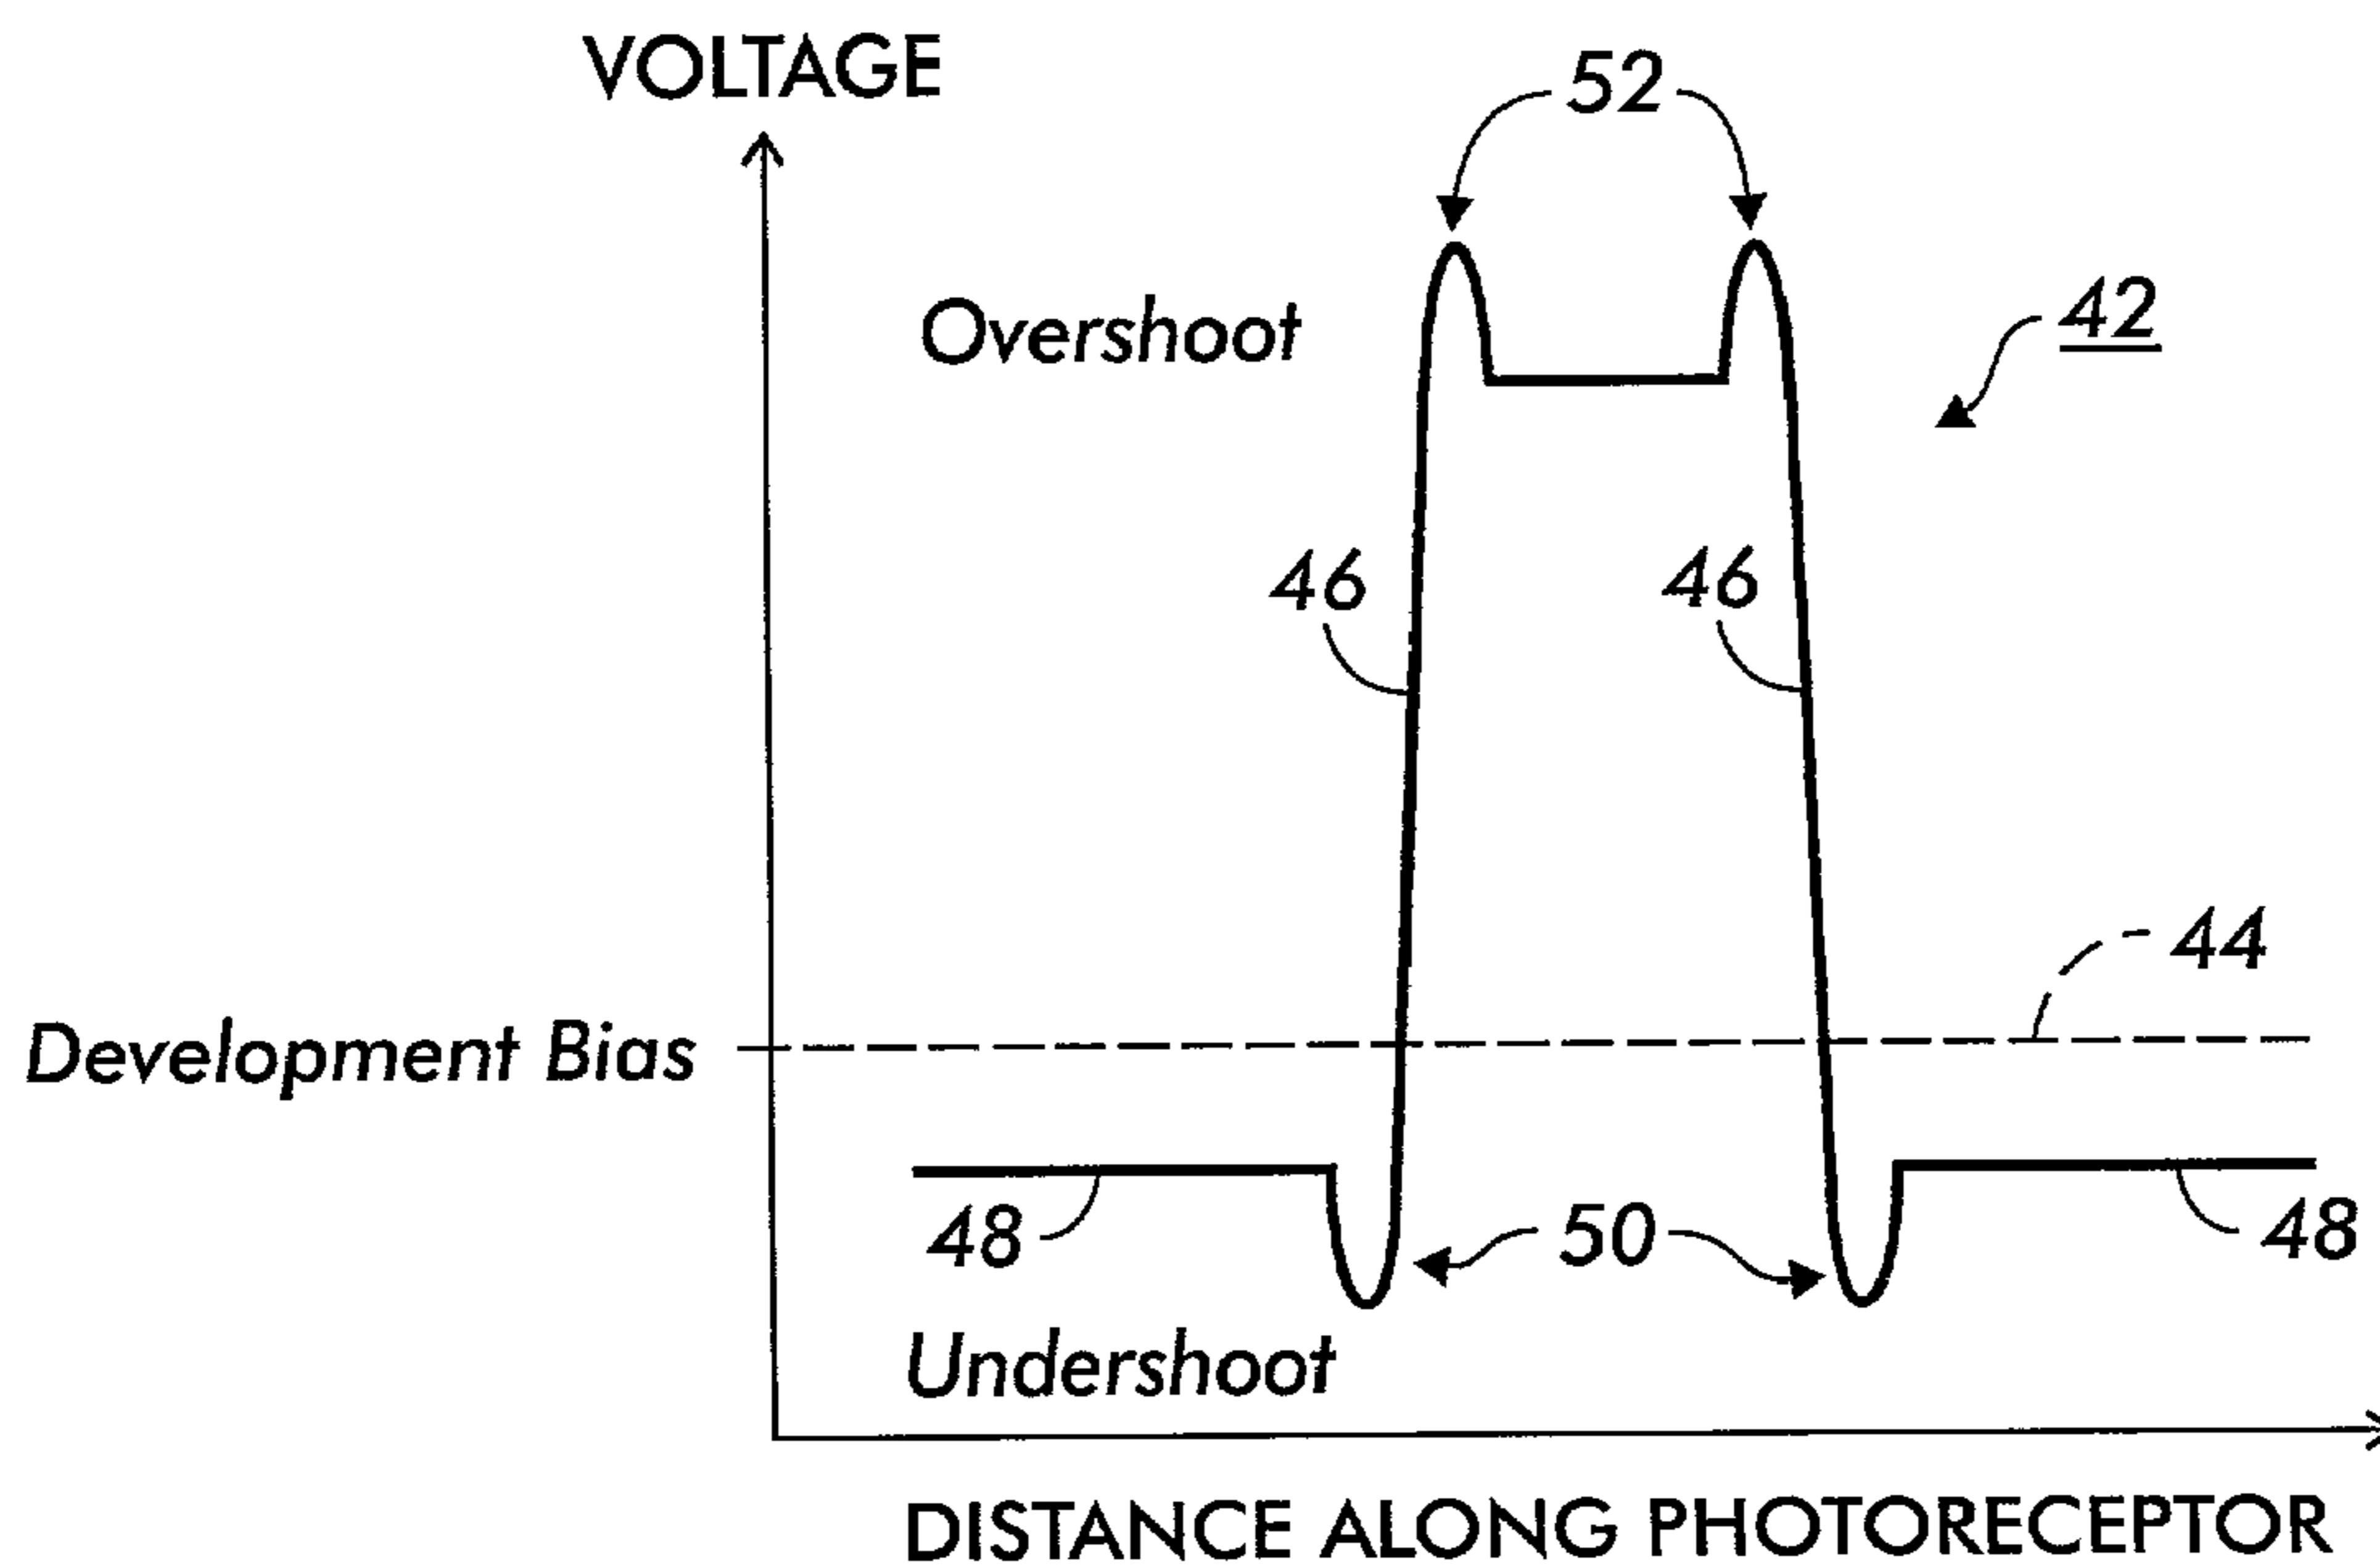 VOLTAGE
52
Overshoot
42
46
46
44
Development Bias
48
50
48
Undershoot
DISTANCE ALONG PHOTORECEPTOR